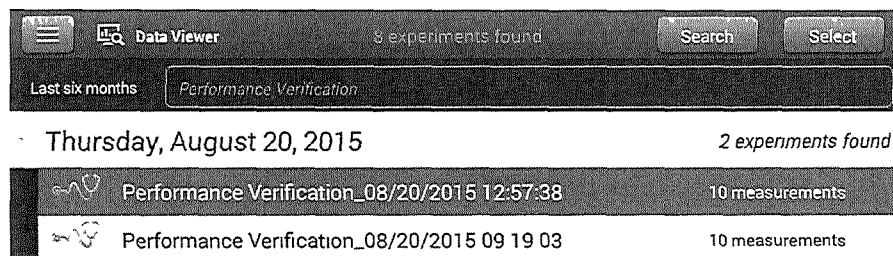 Data Viewer 8 experiments found Search Select
Last six months Performance Verification
Thursday, August 20, 2015 2 experiments found
Performance Verification_08/20/2015 12:57:38 10 measurements
Performance Verification_08/20/2015 09 19 03 10 measurements